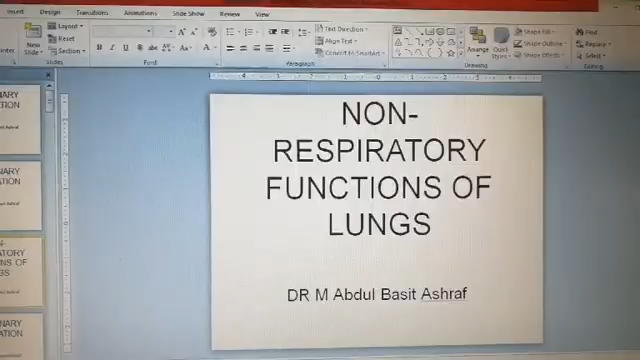 Insert Design Transitions Animations Slide Show Review View
Layout
Reset
New
Slide
Section
Slides
B I U S
Font
Text Direction
Align Text
Convert to SmartArt
Paragraph
Arrange
Quick
Styles
Shape Fill
Shape Outline
Shape Effects
Drawing
Find
Replace
Select
Editing
NON-
RESPIRATORY
FUNCTIONS OF
LUNGS
DR M Abdul Basit Ashraf